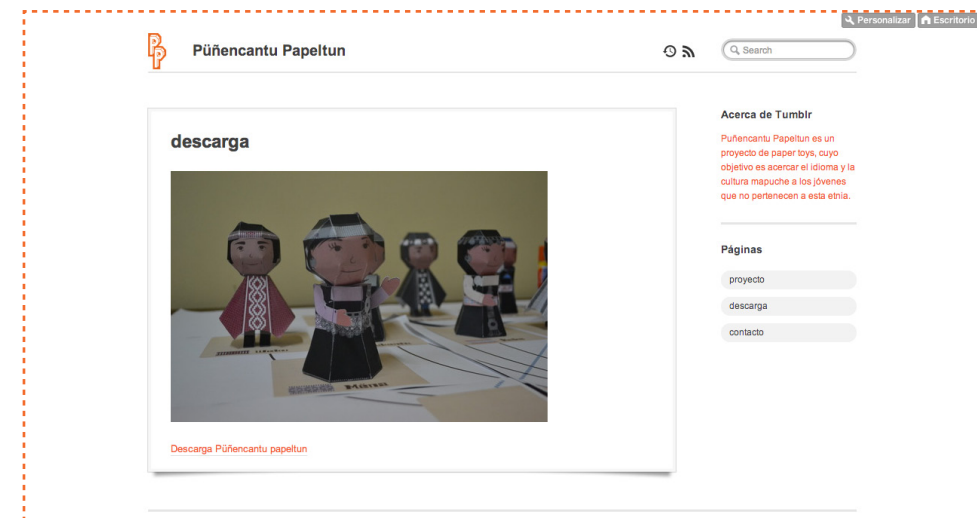 Personalizar Escritorio
PP Püñencantu Papeltun
Search
descarga
Descarga Püñencantu papeltun
Acerca de Tumblr
Puñencantu Papeltun es un
proyecto de paper toys, cuyo
objetivo es acercar el idioma y la
cultura mapuche a los jóvenes
que no pertenecen a esta etnia.
Páginas
proyecto
descarga
contacto